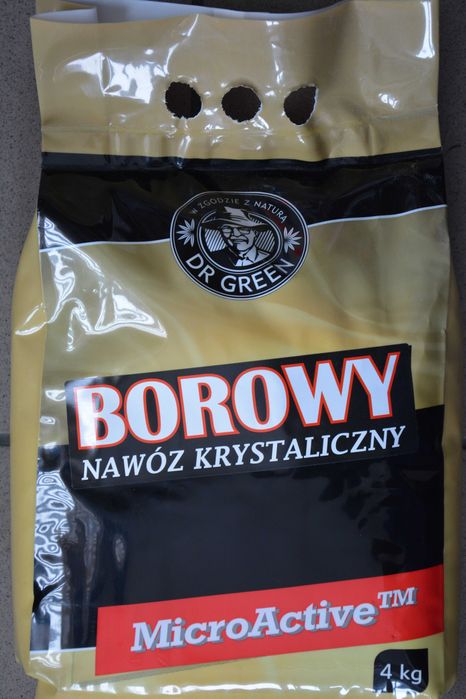 W ZGODZIE Z NATURĄ
DR GREEN
BOROWY
NAWÓZ KRYSTALICZNY
MicroActive™
4 kg